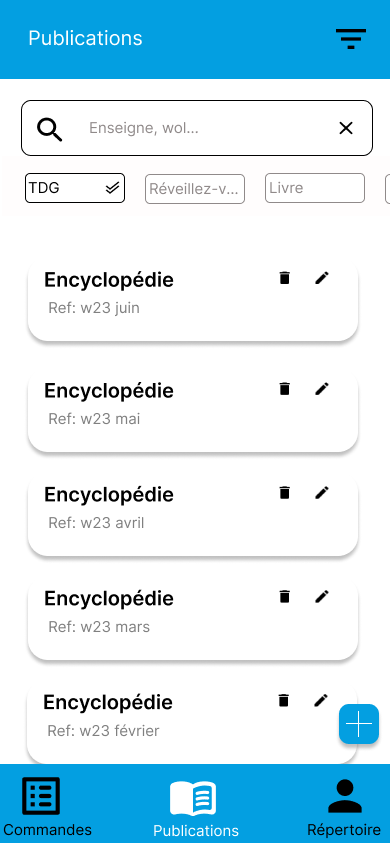 Publications
Enseigne, wol...
TDG
Réveillez-v...
Livre
Encyclopédie
Ref: w23 juin
Encyclopédie
Ref: w23 mai
Encyclopédie
Ref: w23 avril
Encyclopédie
Ref: w23 mars
Encyclopédie
Ref: w23 février
Commandes
Publications
Répertoire